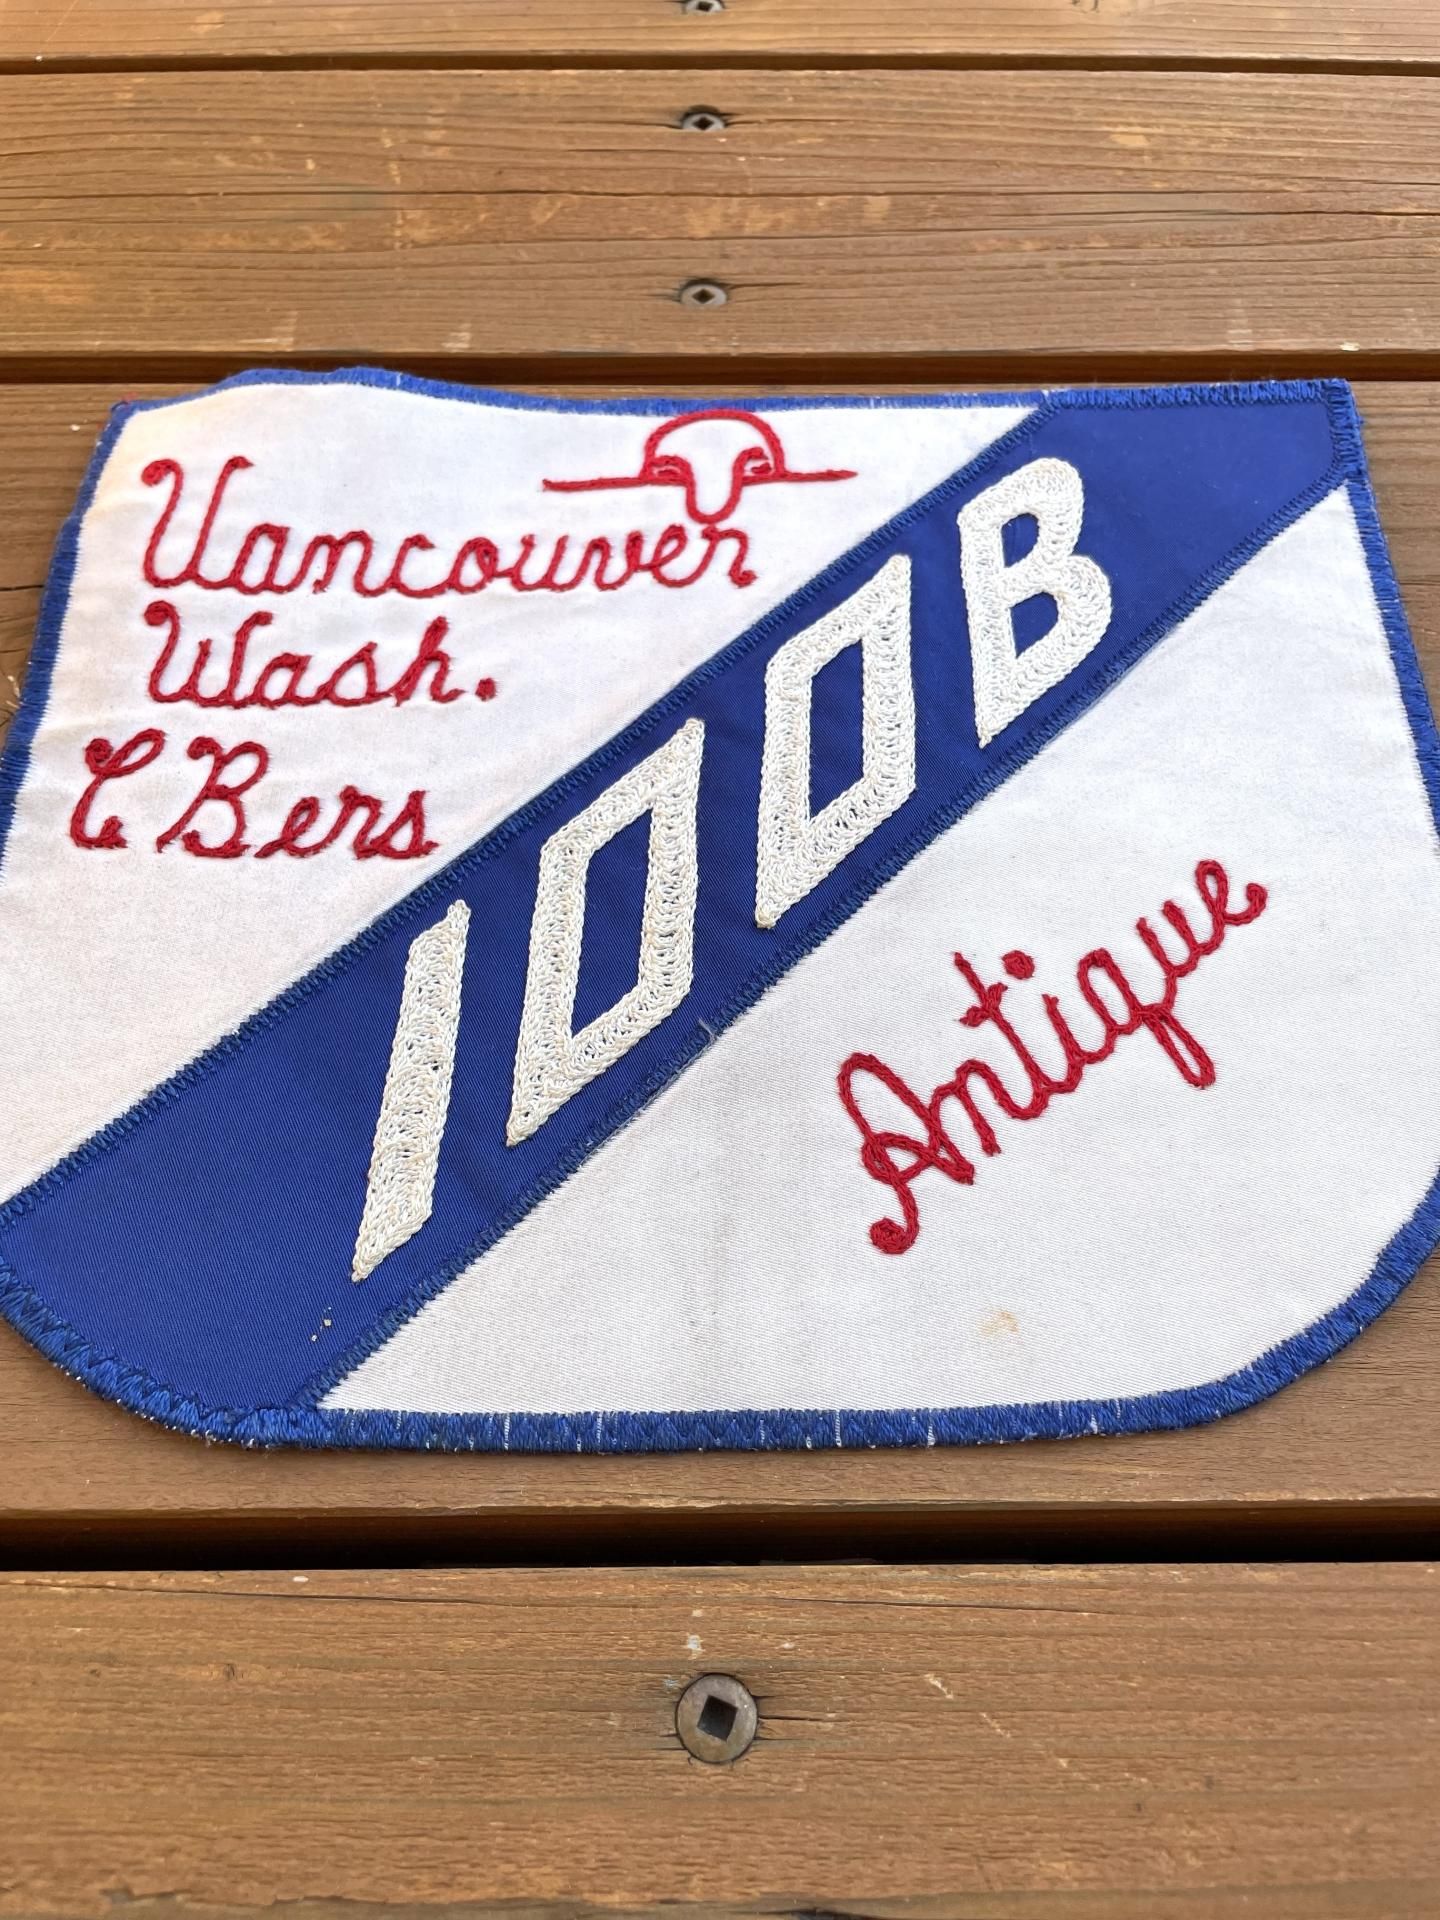 Vancouver
Wash.
C Bers
100B
Antique